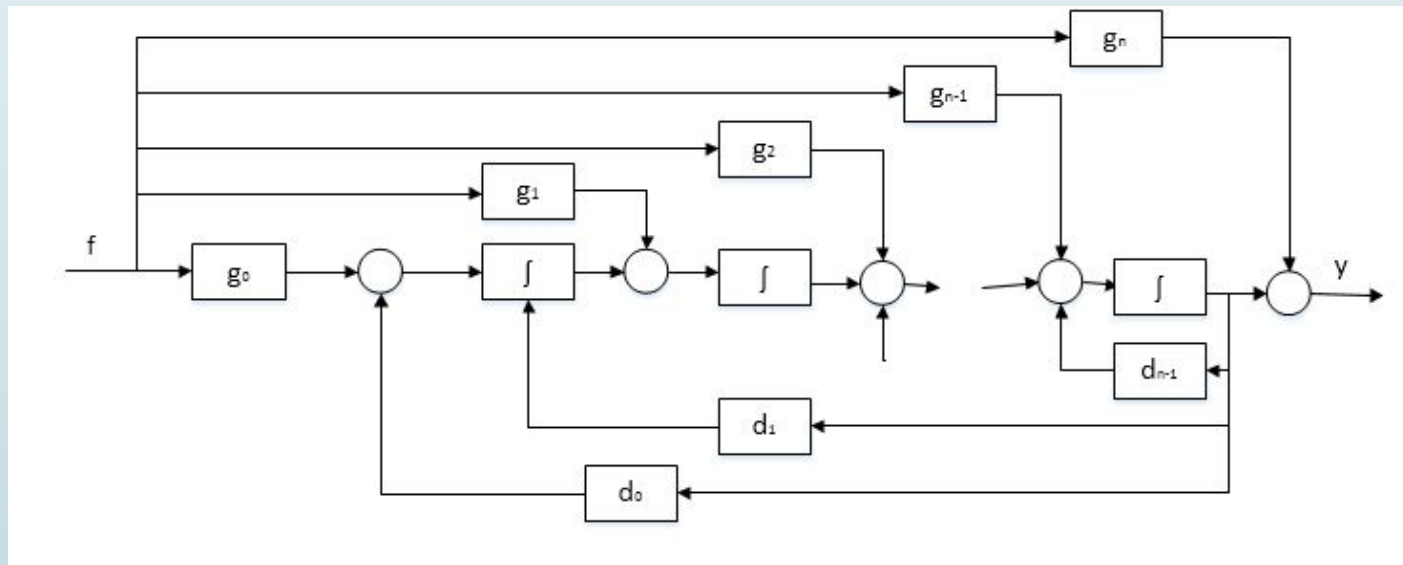 gₙ
gₙ₋₁
g₂
g₁
f
g₀
∫
∫
∫
y
dₙ₋₁
d₁
d₀